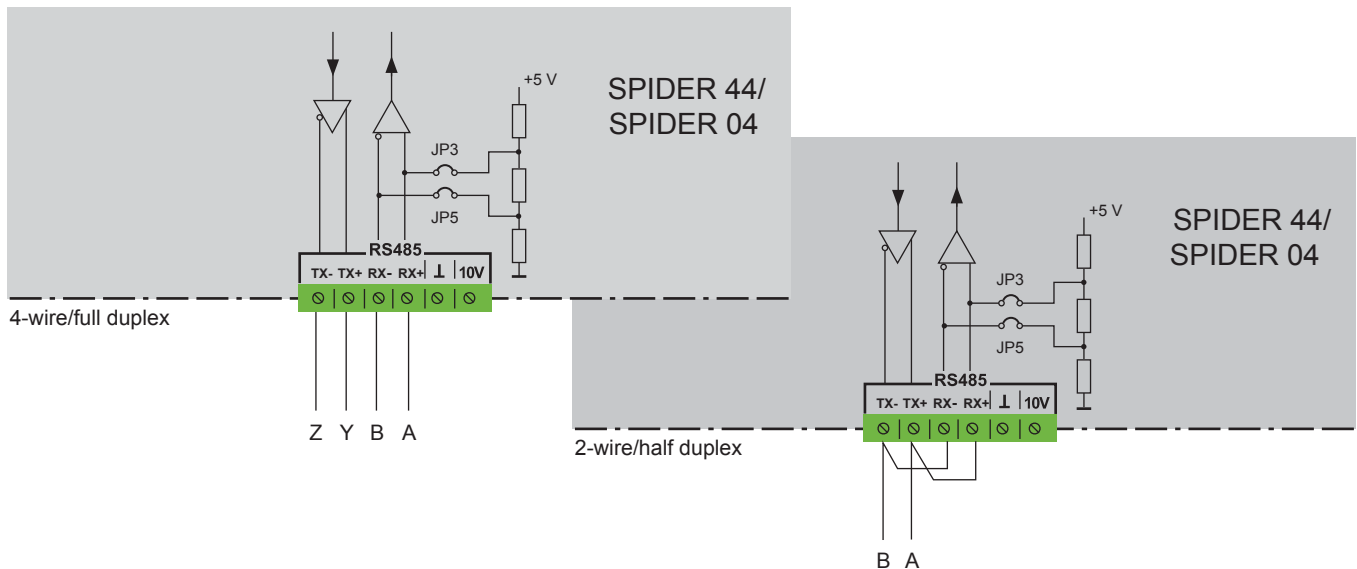 +5 V
SPIDER 44/
SPIDER 04
JP3
JP5
RS485
TX- TX+ RX- RX+ ⊥ 10V
4-wire/full duplex
Z Y B A
+5 V
SPIDER 44/
SPIDER 04
JP3
JP5
RS485
TX- TX+ RX- RX+ ⊥ 10V
2-wire/half duplex
B A